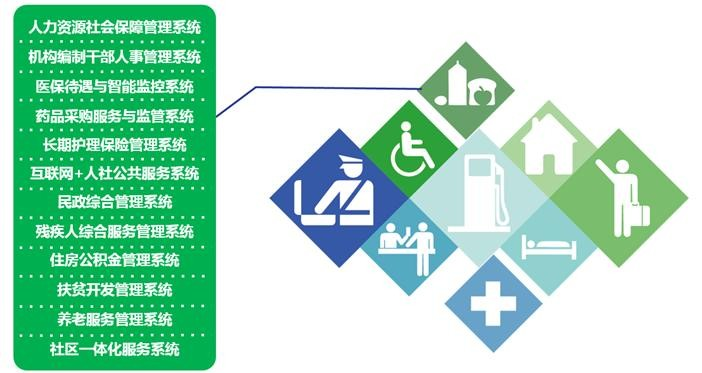 人力资源社会保障管理系统
机构编制干部人事管理系统
医保待遇与智能监控系统
药品采购服务与监管系统
长期护理保险管理系统
互联网+人社公共服务系统
民政综合管理系统
残疾人综合服务管理系统
住房公积金管理系统
扶贫开发管理系统
养老服务管理系统
社区一体化服务系统